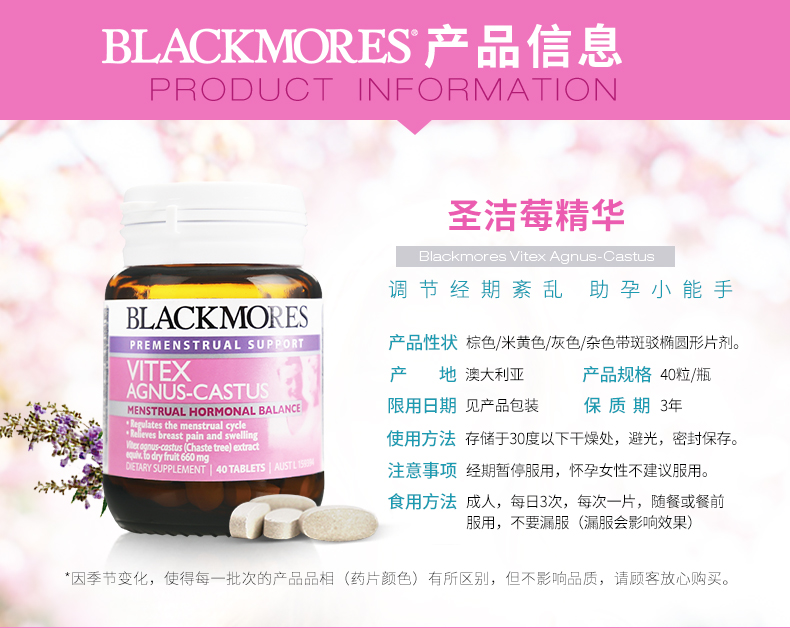 BLACKMORES® 产品信息
PRODUCT INFORMATION
圣洁莓精华
Blackmores Vitex Agnus-Castus
调节经期紊乱 助孕小能手
产品性状 棕色/米黄色/灰色/杂色带斑驳椭圆形片剂。
产 地 澳大利亚 产品规格 40粒/瓶
限用日期 见产品包装 保质期 3年
使用方法 存储于30度以下干燥处，避光，密封保存。
注意事项 经期暂停服用，怀孕女性不建议服用。
食用方法 成人，每日3次，每次一片，随餐或餐前
服用，不要漏服（漏服会影响效果）
BLACKMORES
PREMENSTRUAL SUPPORT
VITEX
AGNUS-CASTUS
MENSTRUAL HORMONAL BALANCE
• Regulates the menstrual cycle
• Relieves breast pain and swelling
Vitex agnus-castus (Chaste tree) extract
equiv. to dry fruit 660 mg
DIETARY SUPPLEMENT | 40 TABLETS | AUST L
*因季节变化，使得每一批次的产品品相（药片颜色）有所区别，但不影响品质，请顾客放心购买。